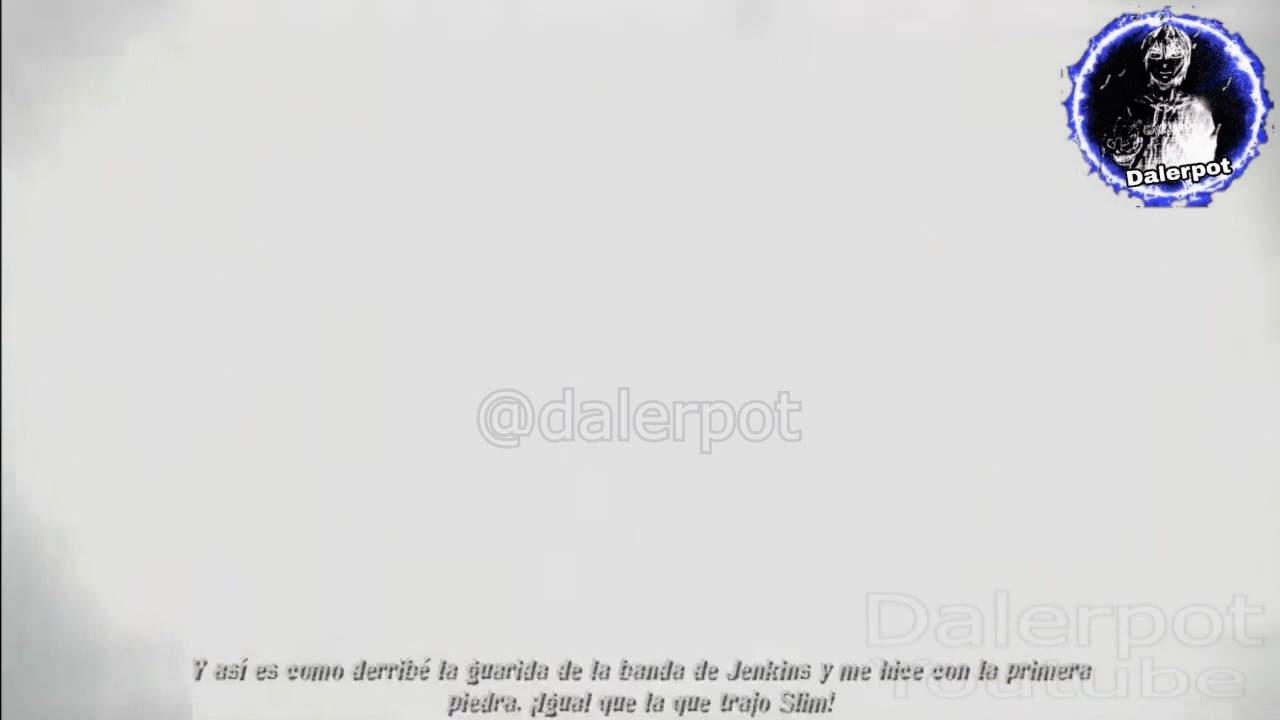 Dalerpot
@dalerpot
Dalerpot
Youtube
Y así es como derribé la guarida de la banda de Jenkins y me hice con la primera
piedra. ¡Igual que la que trajo Slim!